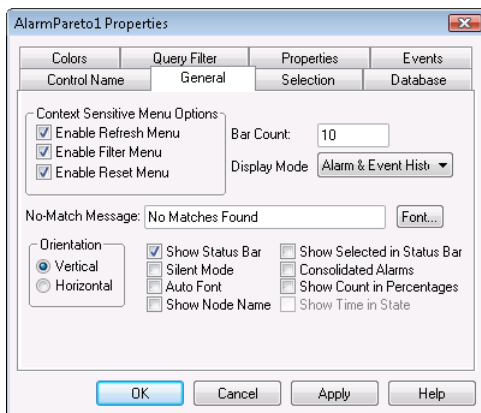 AlarmPareto1 Properties
Colors Query Filter Properties Events
Control Name General Selection Database
Context Sensitive Menu Options
Enable Refresh Menu
Enable Filter Menu
Enable Reset Menu
Bar Count: 10
Display Mode Alarm & Event Hist
No-Match Message: No Matches Found Font...
Orientation
Vertical
Horizontal
Show Status Bar
Silent Mode
Auto Font
Show Node Name
Show Selected in Status Bar
Consolidated Alarms
Show Count in Percentages
Show Time in State
OK Cancel Apply Help